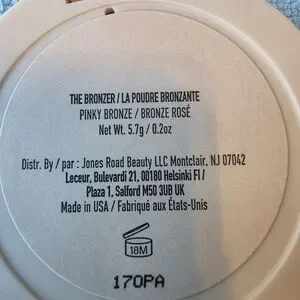 THE BRONZER / LA POUDRE BRONZANTE
PINKY BRONZE / BRONZE ROSÉ
Net Wt. 5.7g / 0.2oz
Distr. By / par : Jones Road Beauty LLC Montclair, NJ 07042
Leceur, Bulevardi 21, 00180 Helsinki FI /
Plaza 1, Salford M50 3UB UK
Made in USA / Fabriqué aux États-Unis
18M
170PA